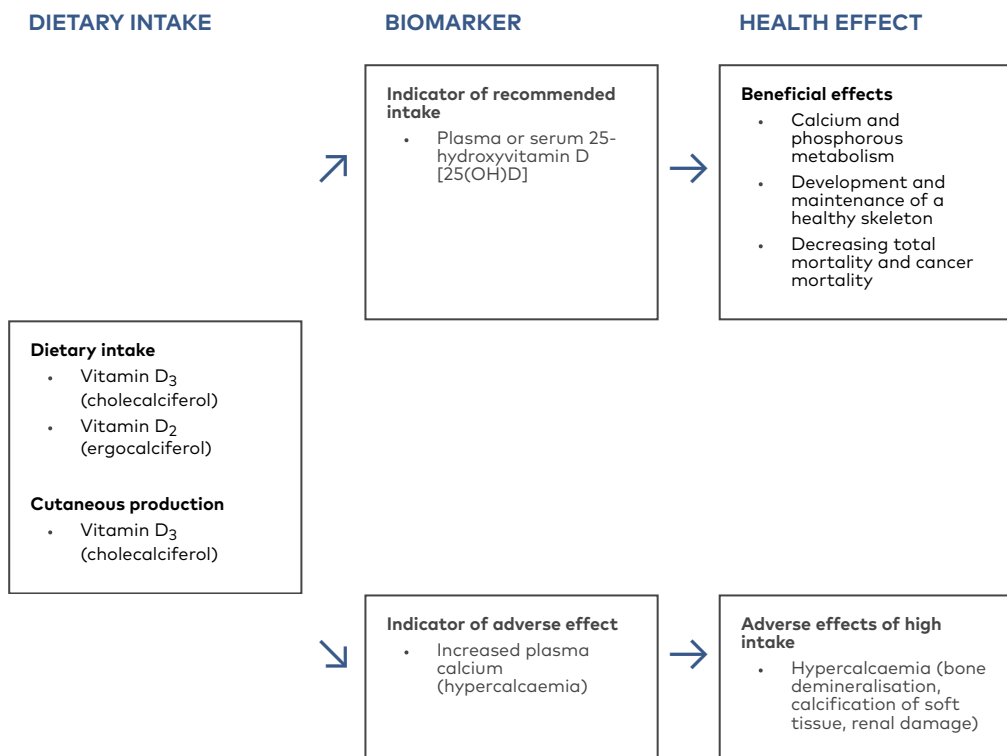 DIETARY INTAKE
BIOMARKER
HEALTH EFFECT
Indicator of recommended
intake
• Plasma or serum 25-
hydroxyvitamin D
[25(OH)D]
Beneficial effects
• Calcium and
phosphorous
metabolism
• Development and
maintenance of a
healthy skeleton
• Decreasing total
mortality and cancer
mortality
Dietary intake
• Vitamin D3
(cholecalciferol)
• Vitamin D2
(ergocalciferol)
Cutaneous production
• Vitamin D3
(cholecalciferol)
Indicator of adverse effect
• Increased plasma
calcium
(hypercalcaemia)
Adverse effects of high
intake
• Hypercalcaemia (bone
demineralisation,
calcification of soft
tissue, renal damage)